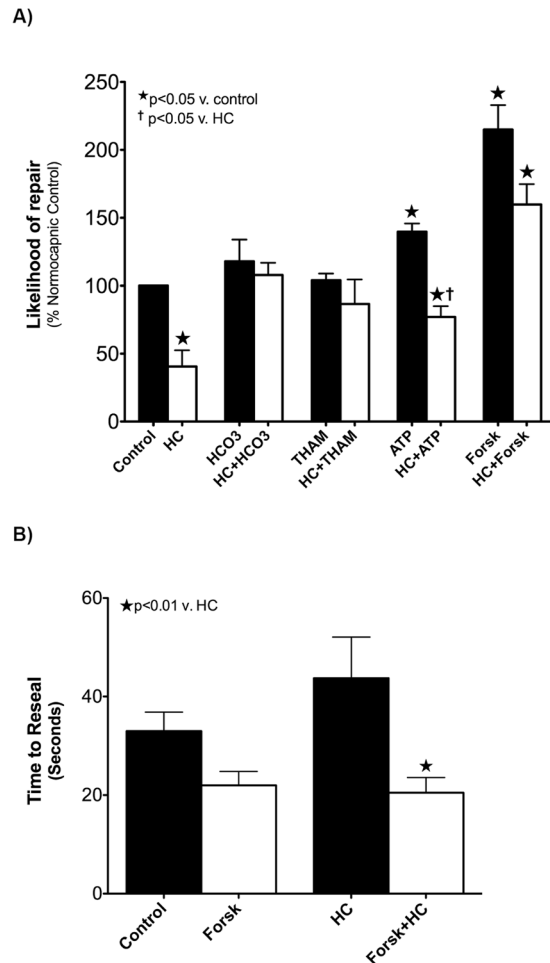 A)
★p<0.05 v. control
† p<0.05 v. HC
Likelihood of repair
(% Normocapnic Control)
250
200
150
100
50
0
★
★
★†
★
★
Control
HC
HCO3
HC+HCO3
THAM
HC+THAM
ATP
HC+ATP
Forsk
HC+Forsk
B)
★p<0.01 v. HC
Time to Reseal
(Seconds)
60
40
20
0
★
Control
Forsk
HC
Forsk+HC